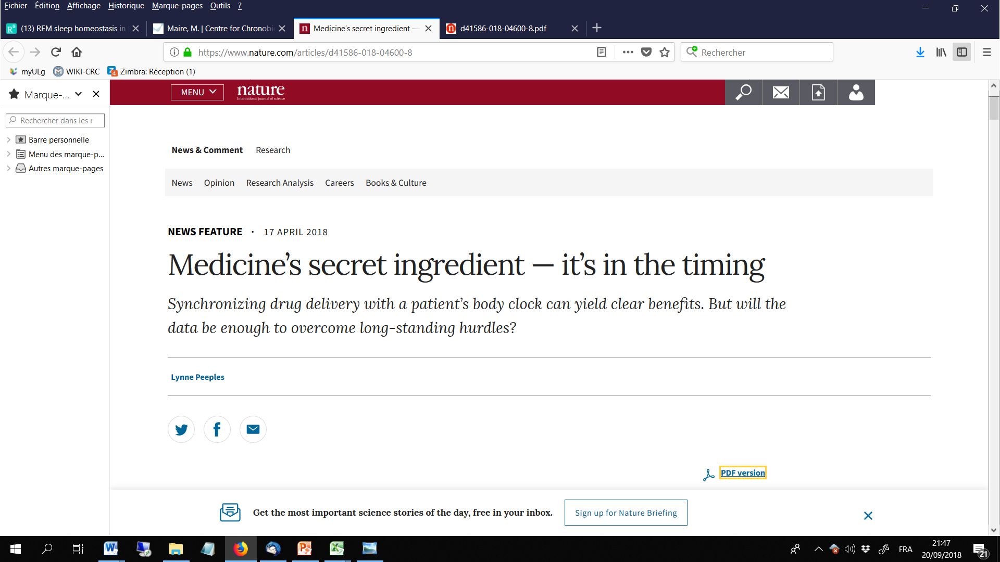 Fichier Édition Affichage Historique Marque-pages Outils ?
(13) REM sleep homeostasis in
Maire, M. | Centre for Chronobi
Medicine's secret ingredient —
d41586-018-04600-8.pdf
https://www.nature.com/articles/d41586-018-04600-8
Rechercher
myULg WIKI-CRC Zimbra: Réception (1)
Marque-...
MENU
nature
International journal of science
Rechercher dans les r
Barre personnelle
Menu des marque-p...
Autres marque-pages
News & Comment Research
News Opinion Research Analysis Careers Books & Culture
NEWS FEATURE · 17 APRIL 2018
Medicine’s secret ingredient — it’s in the timing
Synchronizing drug delivery with a patient’s body clock can yield clear benefits. But will the
data be enough to overcome long-standing hurdles?
Lynne Peeples
PDF version
Get the most important science stories of the day, free in your inbox.
Sign up for Nature Briefing
FRA
21:47
20/09/2018
21